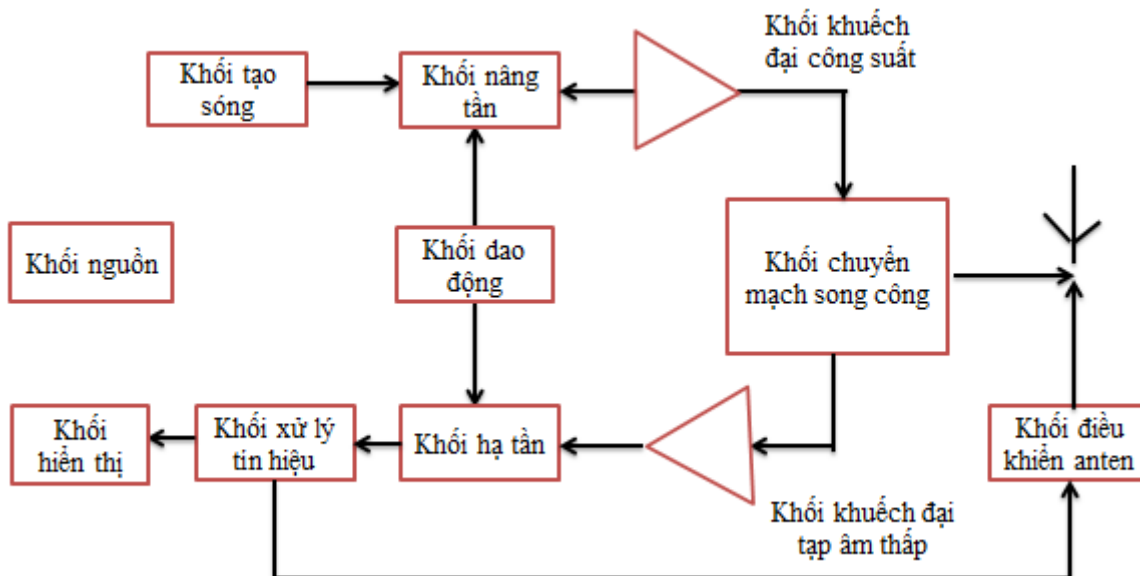 Khối khuếch
đại công suất
Khối tạo
sóng
Khối nâng
tần
Khối nguồn
Khối dao
động
Khối chuyển
mạch song công
Khối
hiển thị
Khối xử lý
tin hiệu
Khối hạ tần
Khối điều
khiển anten
Khối khuếch đại
tạp âm thấp